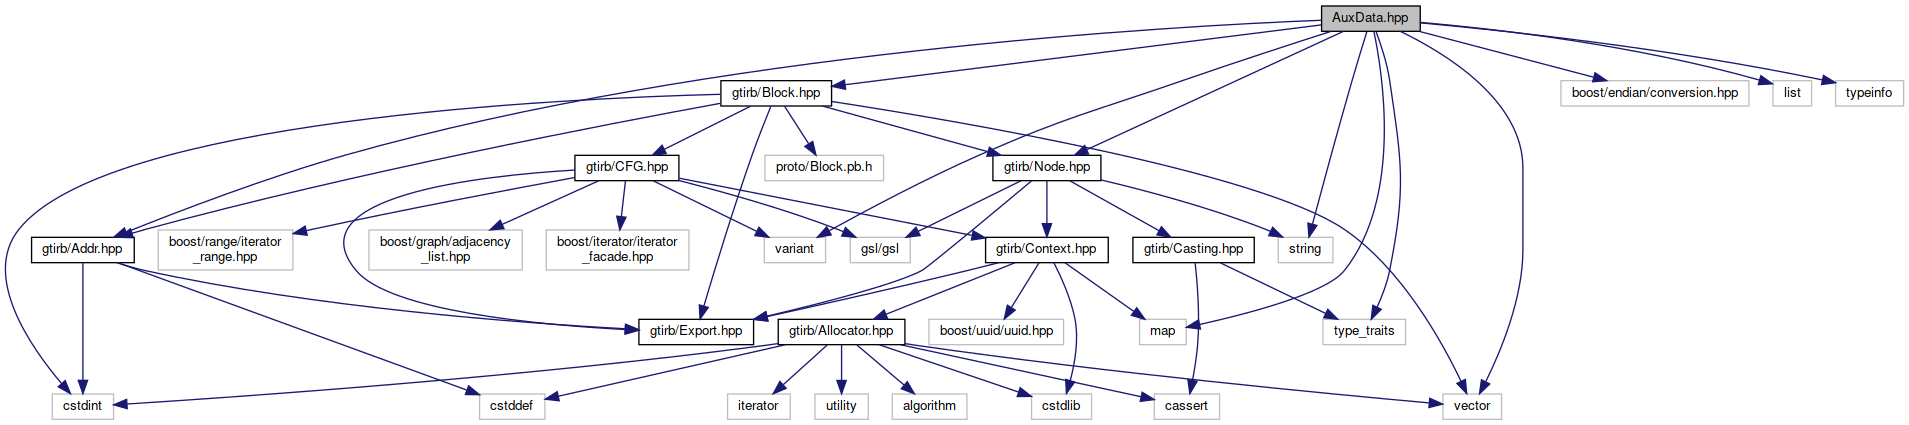 AuxData.hpp
gtirb/Block.hpp
boost/endian/conversion.hpp
list
typeinfo
gtirb/CFG.hpp
proto/Block.pb.h
gtirb/Node.hpp
gtirb/Addr.hpp
boost/range/iterator
_range.hpp
boost/graph/adjacency
_list.hpp
boost/iterator/iterator
_facade.hpp
variant
gsl/gsl
gtirb/Context.hpp
gtirb/Casting.hpp
string
gtirb/Export.hpp
gtirb/Allocator.hpp
boost/uuid/uuid.hpp
map
type_traits
cstdint
cstddef
iterator
utility
algorithm
cstdlib
cassert
vector